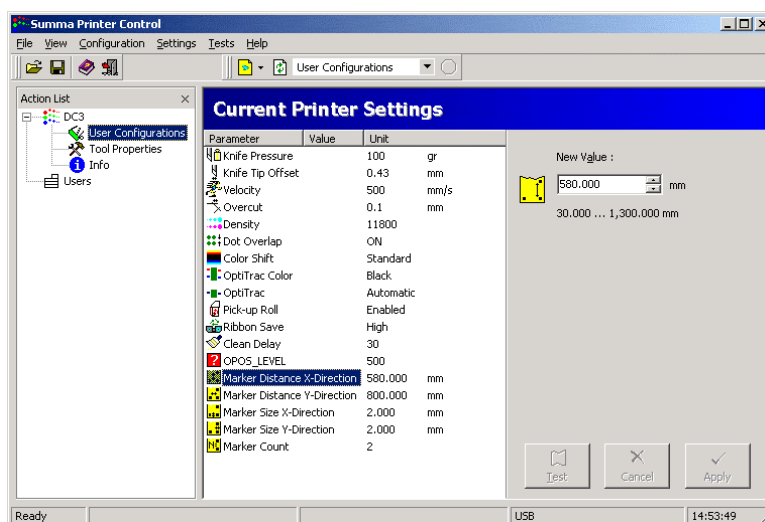 Summa Printer Control
File View Configuration Settings Tests Help
User Configurations
Action List
DC3
User Configurations
Tool Properties
Info
Users
Current Printer Settings
Parameter Value Unit
Knife Pressure 100 gr
Knife Tip Offset 0.43 mm
Velocity 500 mm/s
Overcut 0.1 mm
Density 11800
Dot Overlap ON
Color Shift Standard
OptiTrac Color Black
OptiTrac Automatic
Pick-up Roll Enabled
Ribbon Save High
Clean Delay 30
OPOS_LEVEL 500
Marker Distance X-Direction 580.000 mm
Marker Distance Y-Direction 800.000 mm
Marker Size X-Direction 2.000 mm
Marker Size Y-Direction 2.000 mm
Marker Count 2
New Value :
580.000 mm
30.000 ... 1,300.000 mm
Test Cancel Apply
Ready USB 14:53:49